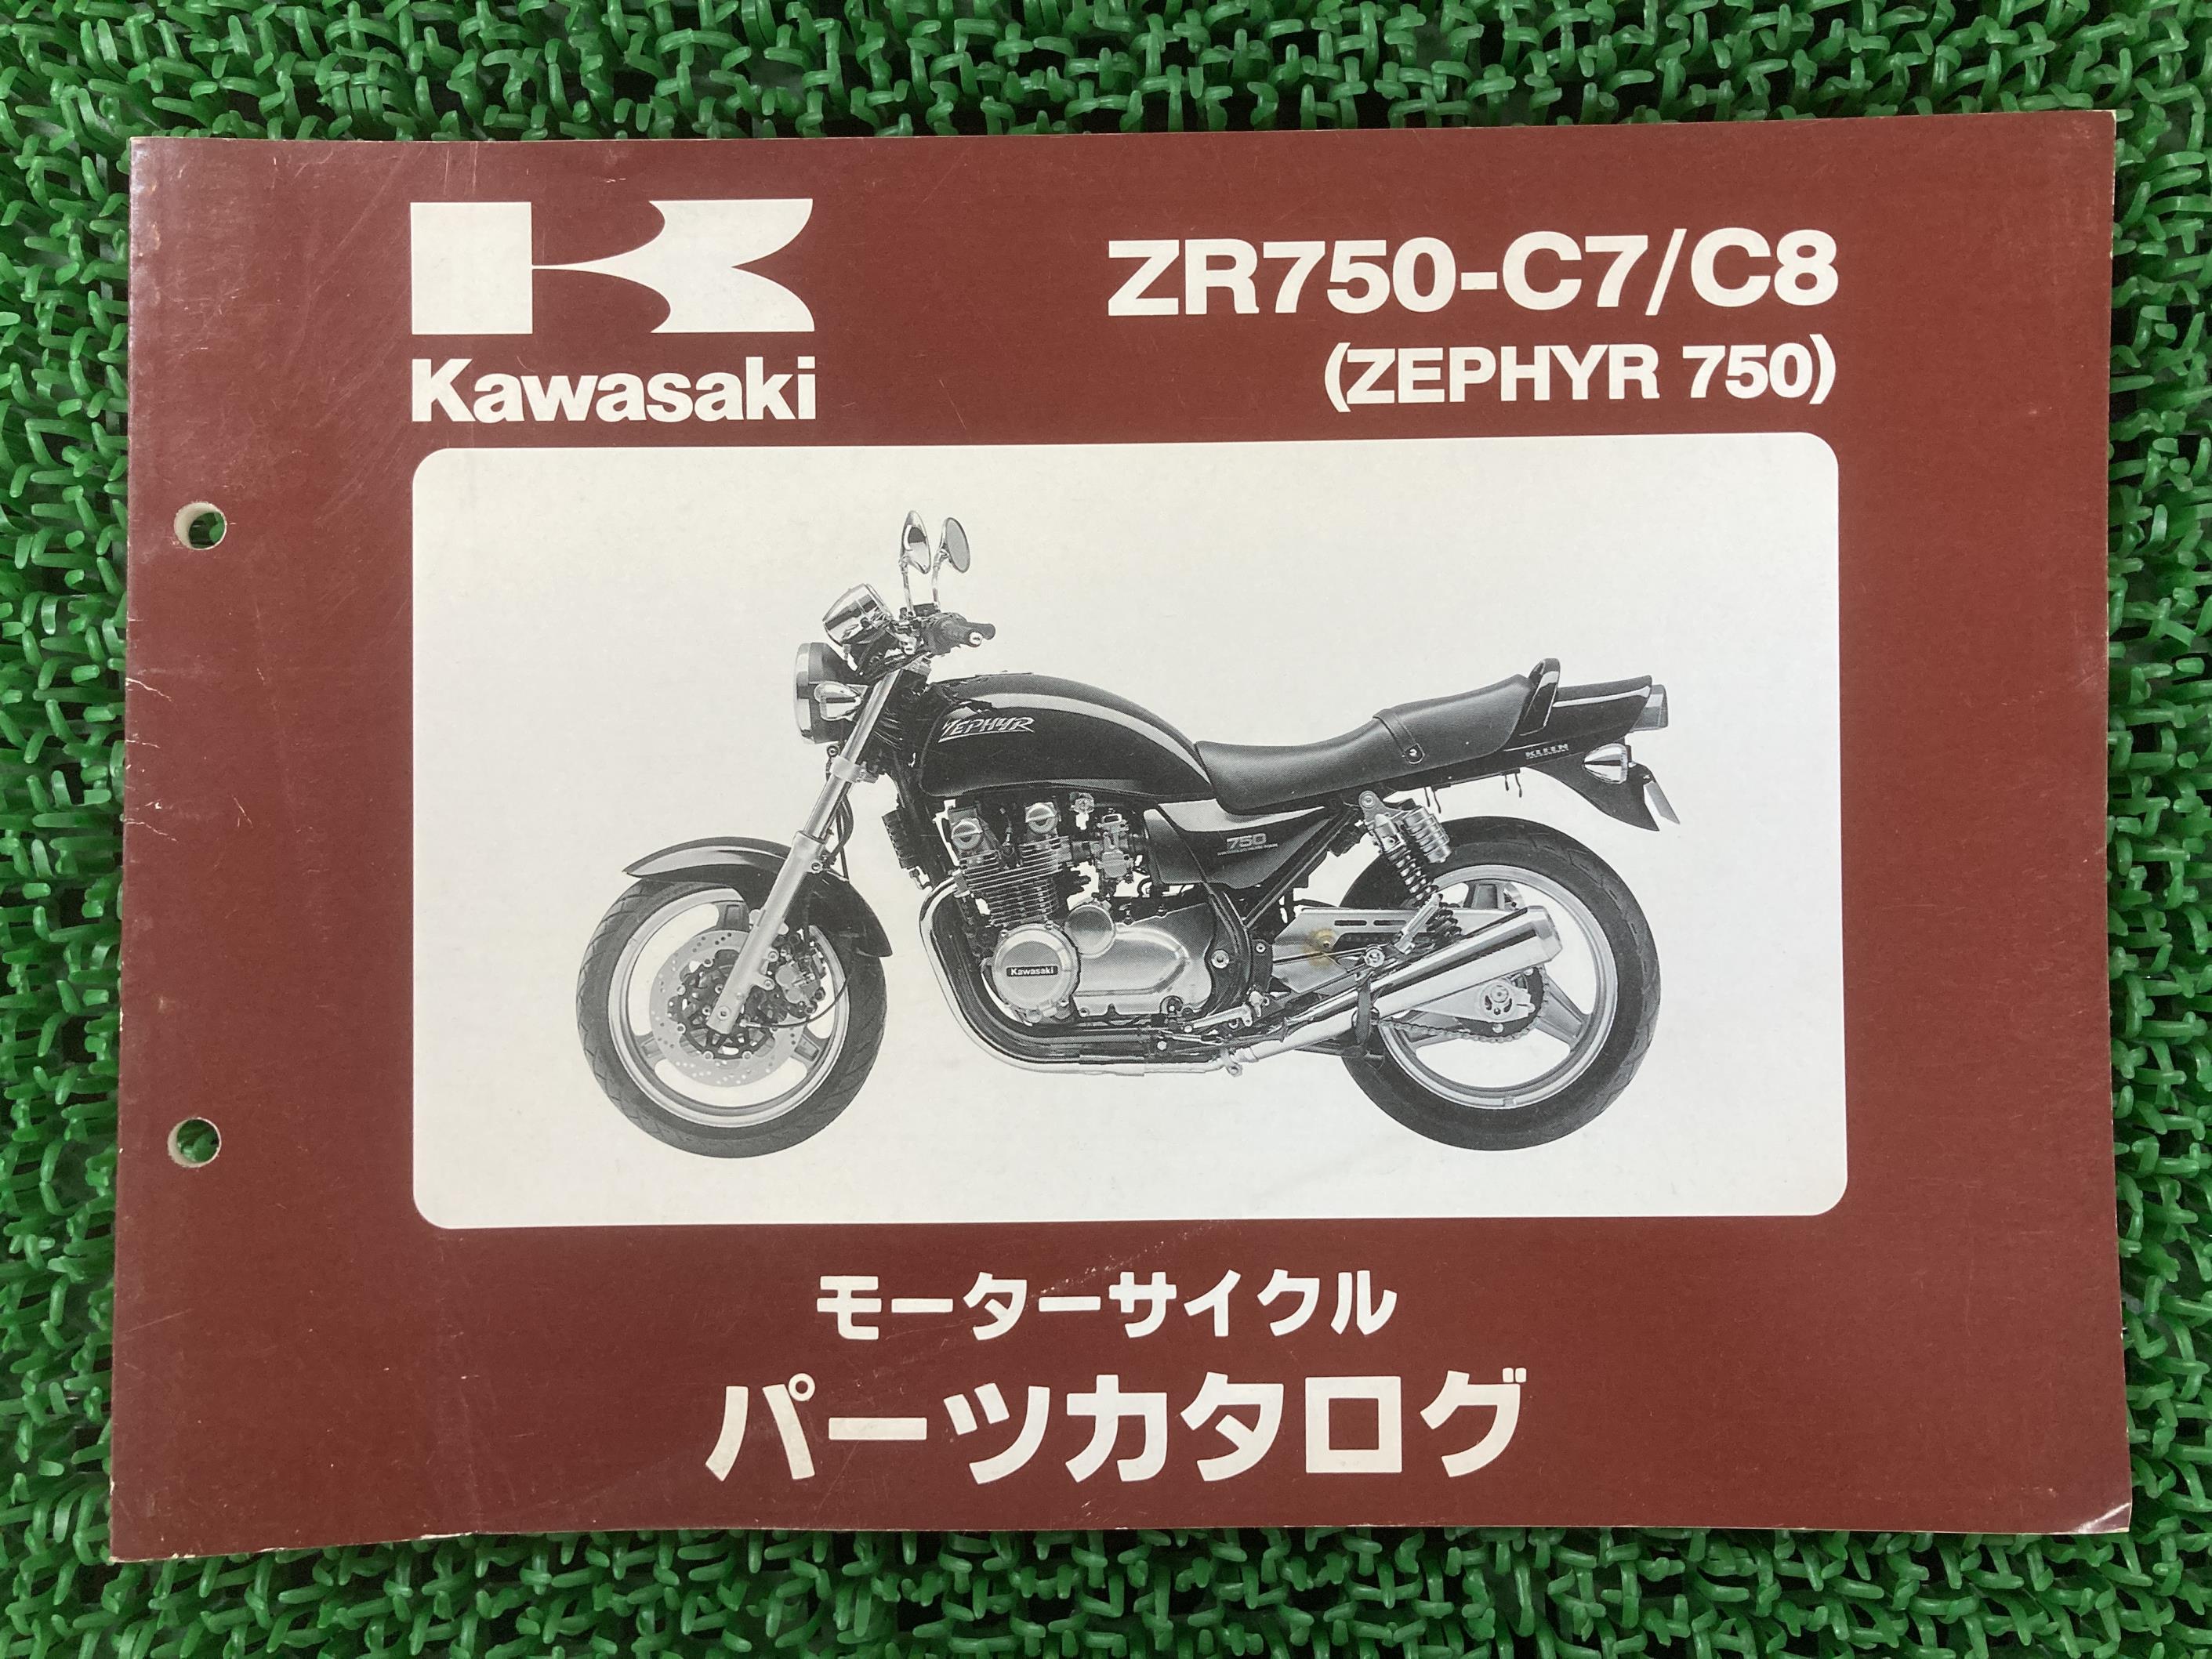 Kawasaki
ZR750-C7/C8
(ZEPHYR 750)
ZEPHYR
750
Kawasaki
モーターサイクル
パーツカタログ